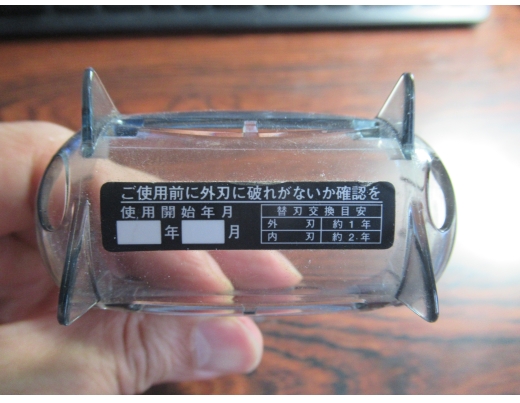 ご使用前に外刃に破れがないか確認を
使用開始年月
年 月
替刃交換目安
外刃 約1年
内刃 約2年